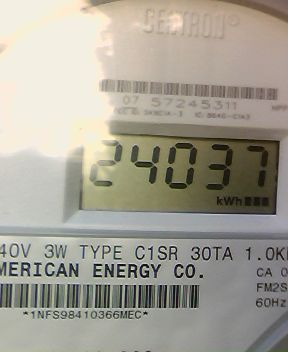 CENTRON®
07 57245311
24037
kWh
40V 3W TYPE C1SR 30TA 1.0K
MERICAN ENERGY CO.
CA 0
FM2S
60Hz
*1NFS98410366MEC*